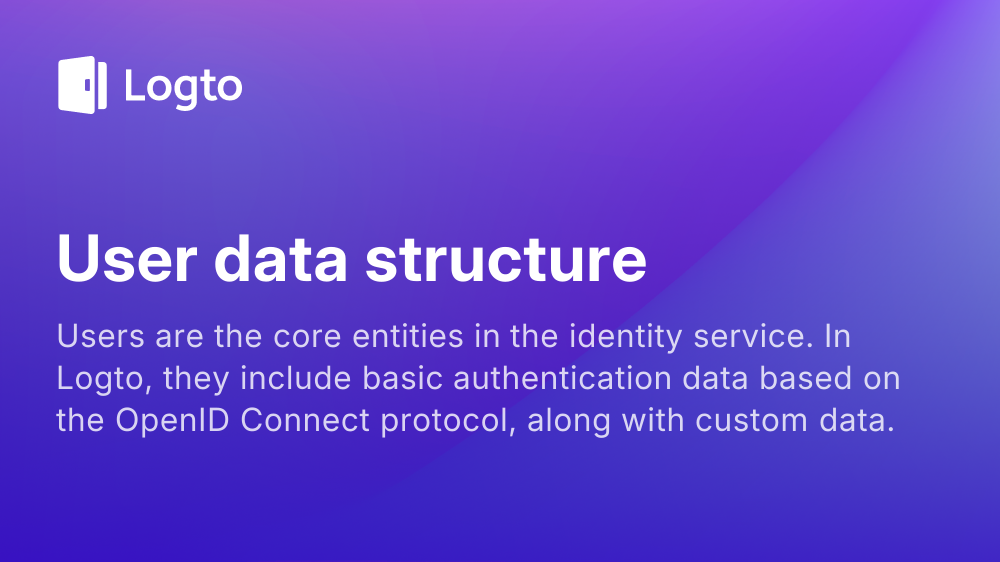 Logto
User data structure
Users are the core entities in the identity service. In
Logto, they include basic authentication data based on
the OpenID Connect protocol, along with custom data.